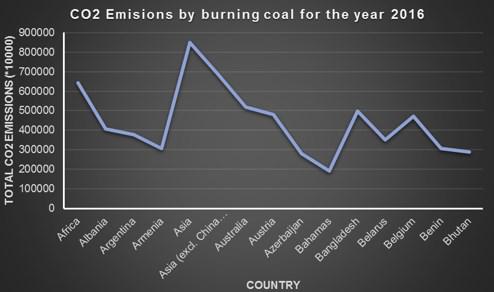 CO2 Emisions by burning coal for the year 2016
TOTAL CO2 EMISSIONS (*10000)
900000
800000
700000
600000
500000
400000
300000
200000
100000
0
Africa
Albania
Argentina
Armenia
Asia
Asia (excl. China…
Australia
Austria
Azerbaijan
Bahamas
Bangladesh
Belarus
Belgium
Benin
Bhutan
COUNTRY